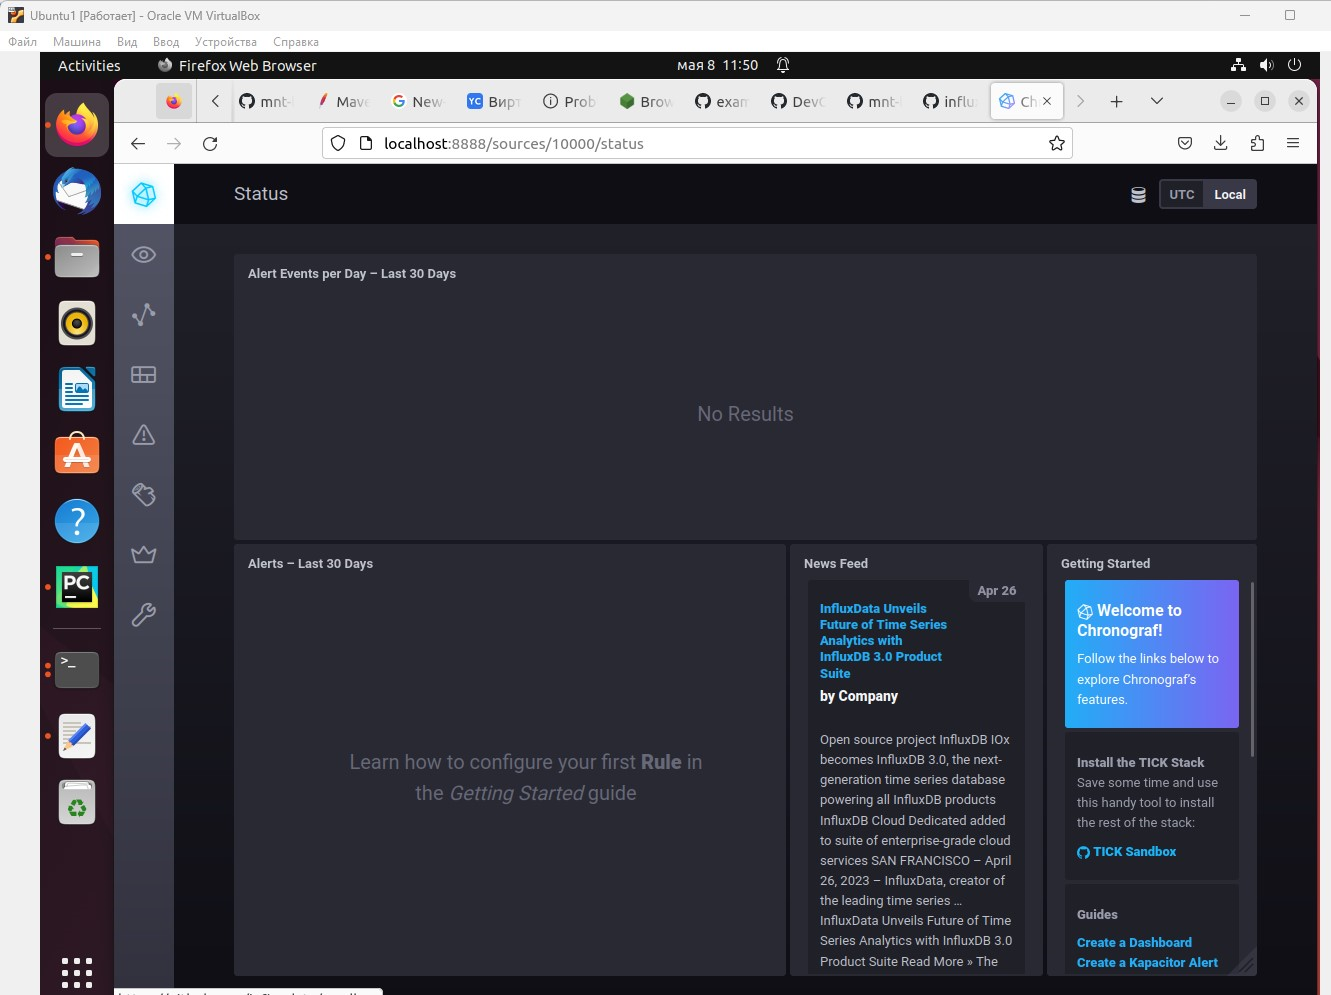 Ubuntu1 [Работает] - Oracle VM VirtualBox
Файл Машина Вид Ввод Устройства Справка
Activities Firefox Web Browser мая 8 11:50
mnt- Mave New Вирт Prob Brow exam DevO mnt- influ Ch
localhost:8888/sources/10000/status
Status UTC Local
Alert Events per Day – Last 30 Days
No Results
Alerts – Last 30 Days
Learn how to configure your first Rule in
the Getting Started guide
News Feed
Apr 26
InfluxData Unveils
Future of Time Series
Analytics with
InfluxDB 3.0 Product
Suite
by Company
Open source project InfluxDB IOx
becomes InfluxDB 3.0, the next-
generation time series database
powering all InfluxDB products
InfluxDB Cloud Dedicated added
to suite of enterprise-grade cloud
services SAN FRANCISCO – April
26, 2023 – InfluxData, creator of
the leading time series ...
InfluxData Unveils Future of Time
Series Analytics with InfluxDB 3.0
Product Suite Read More » The
Getting Started
Welcome to
Chronograf!
Follow the links below to
explore Chronograf’s
features.
Install the TICK Stack
Save some time and use
this handy tool to install
the rest of the stack:
TICK Sandbox
Guides
Create a Dashboard
Create a Kapacitor Alert